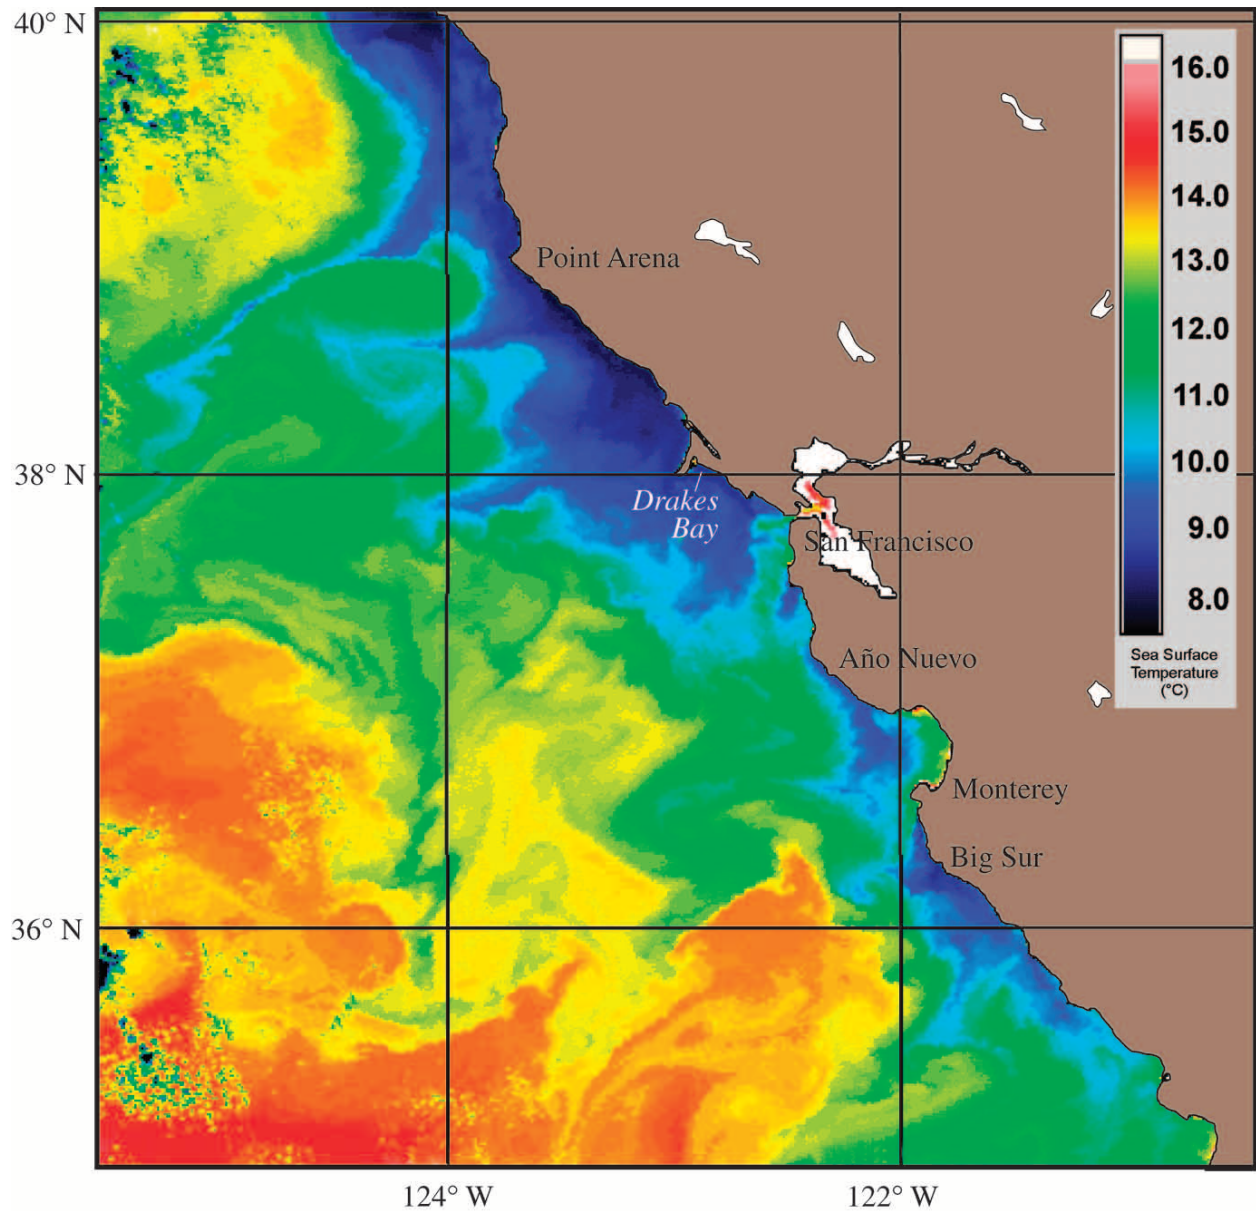 40° N
16.0
15.0
14.0
Point Arena
13.0
12.0
11.0
10.0
38° N
Drakes
Bay
9.0
San Francisco
8.0
Año Nuevo
Sea Surface
Temperature
(°C)
Monterey
Big Sur
36° N
124° W
122° W